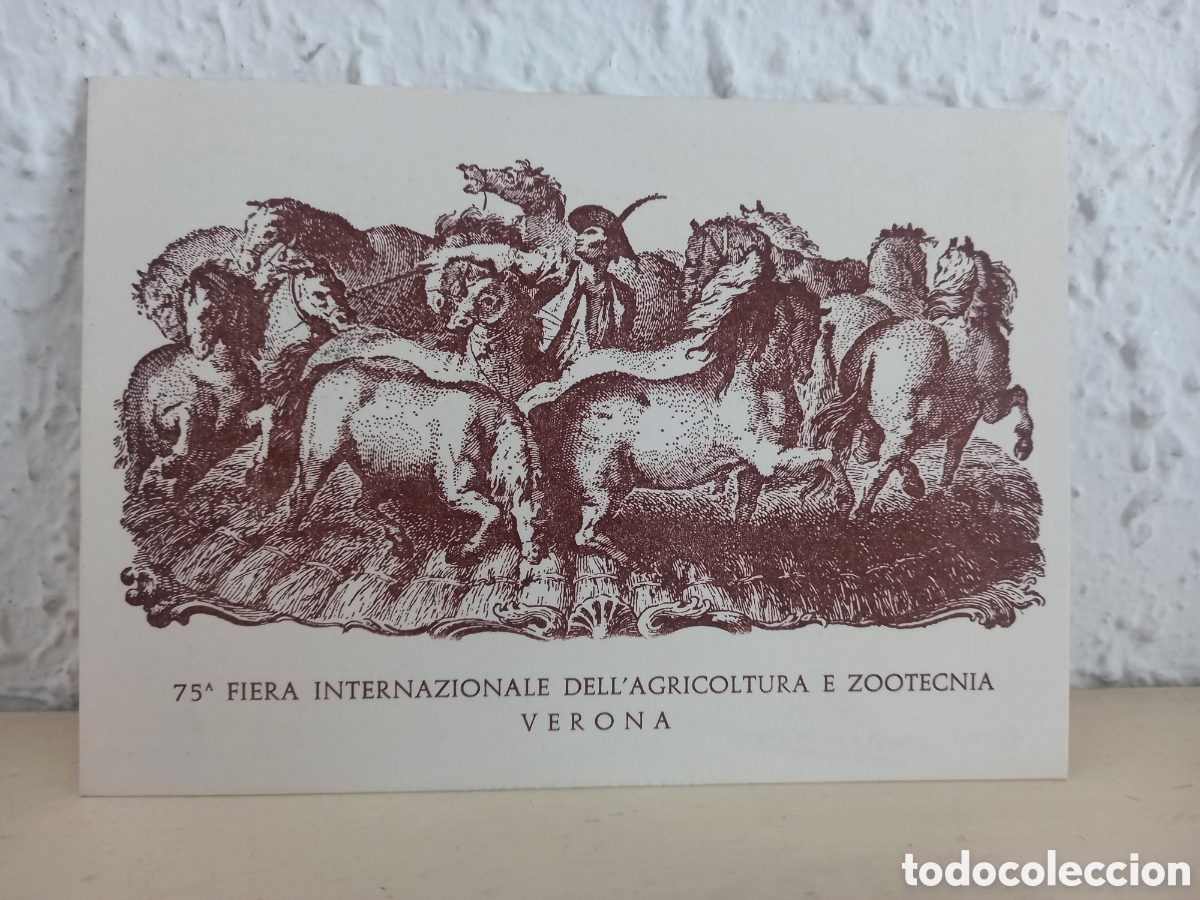 75ᴬ FIERA INTERNAZIONALE DELL'AGRICOLTURA E ZOOTECNIA
VERONA
todocoleccion